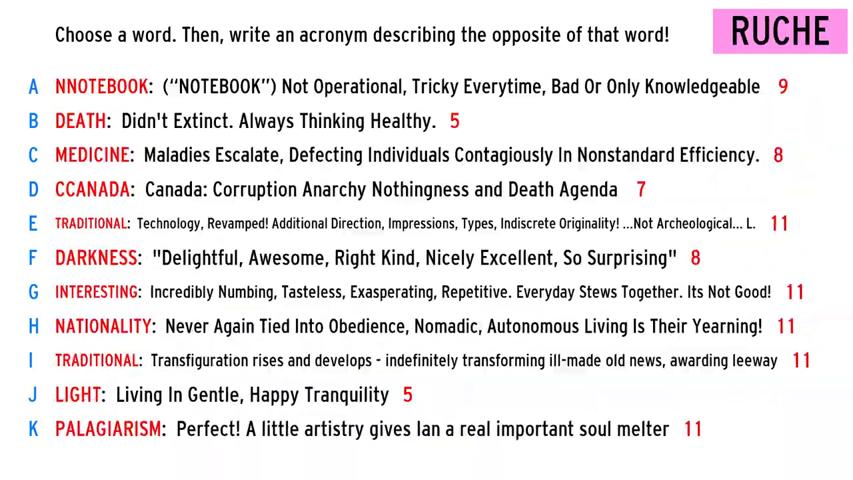 Choose a word. Then, write an acronym describing the opposite of that word!
RUCHE
A NNOTEBOOK: (“NOTEBOOK”) Not Operational, Tricky Everytime, Bad Or Only Knowledgeable 9
B DEATH: Didn't Extinct. Always Thinking Healthy. 5
C MEDICINE: Maladies Escalate, Defecting Individuals Contagiously In Nonstandard Efficiency. 8
D CCANADA: Canada: Corruption Anarchy Nothingness and Death Agenda 7
E TRADITIONAL: Technology, Revamped! Additional Direction, Impressions, Types, Indiscrete Originality! ...Not Archeological... L. 11
F DARKNESS: "Delightful, Awesome, Right Kind, Nicely Excellent, So Surprising" 8
G INTERESTING: Incredibly Numbing, Tasteless, Exasperating, Repetitive. Everyday Stews Together. Its Not Good! 11
H NATIONALITY: Never Again Tied Into Obedience, Nomadic, Autonomous Living Is Their Yearning! 11
I TRADITIONAL: Transfiguration rises and develops - indefinitely transforming ill-made old news, awarding leeway 11
J LIGHT: Living In Gentle, Happy Tranquility 5
K PALAGIARISM: Perfect! A little artistry gives Ian a real important soul melter 11